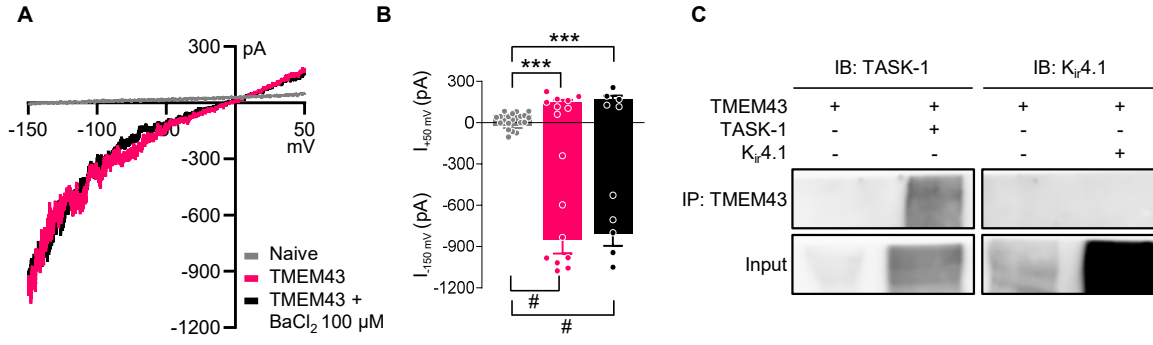 A
300
pA
-150
-100
-50
50
mV
-300
-600
-900
-1200
Naive
TMEM43
TMEM43 +
BaCl₂ 100 µM
B
***
***
300
0
-300
-600
-900
-1200
I+50 mV (pA)
I-150 mV (pA)
#
#
C
IB: TASK-1 IB: Kir4.1
TMEM43 + + + +
TASK-1 - + - -
Kir4.1 - - - +
IP: TMEM43
Input